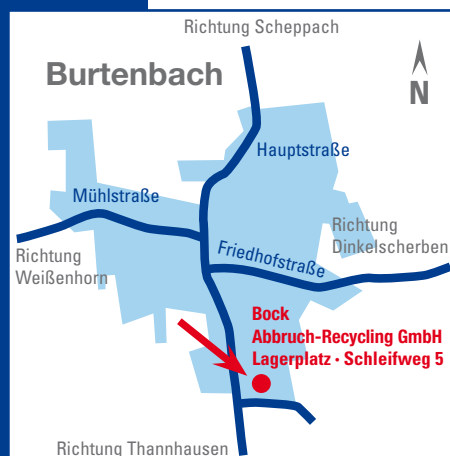 Richtung Scheppach
Burtenbach
N
Hauptstraße
Mühlstraße
Richtung
Dinkelscherben
Friedhofstraße
Richtung
Weißenhorn
Bock
Abbruch-Recycling GmbH
Lagerplatz · Schleifweg 5
Richtung Thannhausen